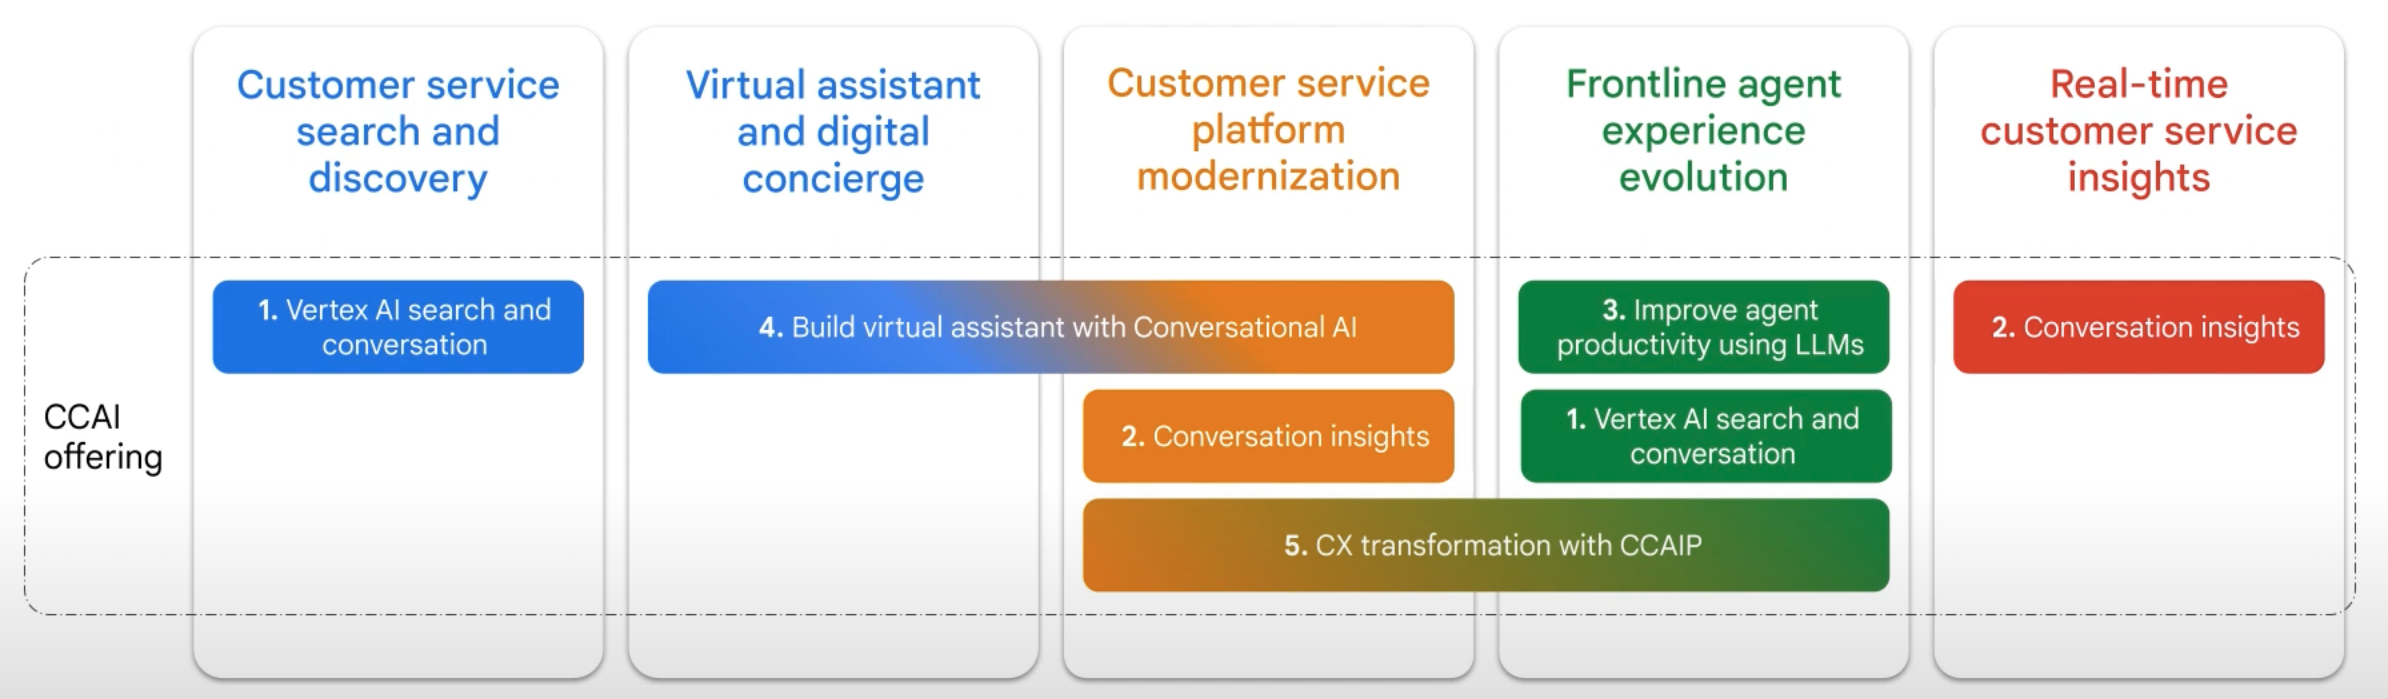 Customer service
search and
discovery
Virtual assistant
and digital
concierge
Customer service
platform
modernization
Frontline agent
experience
evolution
Real-time
customer service
insights
CCAI
offering
1. Vertex AI search and
conversation
4. Build virtual assistant with Conversational AI
3. Improve agent
productivity using LLMs
2. Conversation insights
2. Conversation insights
1. Vertex AI search and
conversation
5. CX transformation with CCAIP